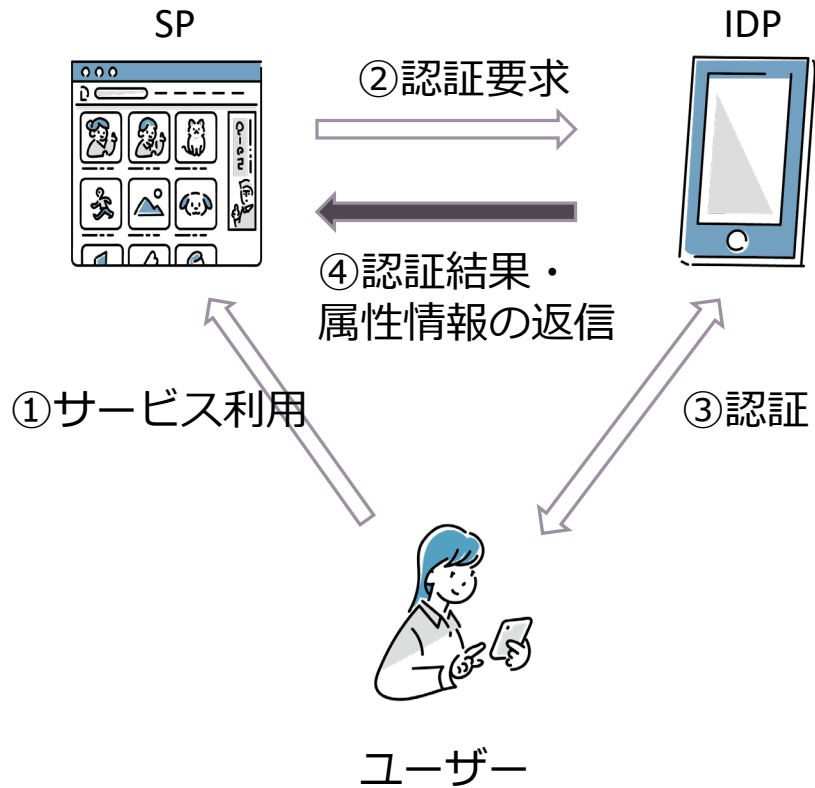 SP
IDP
②認証要求
④認証結果・
属性情報の返信
①サービス利用
③認証
ユーザー